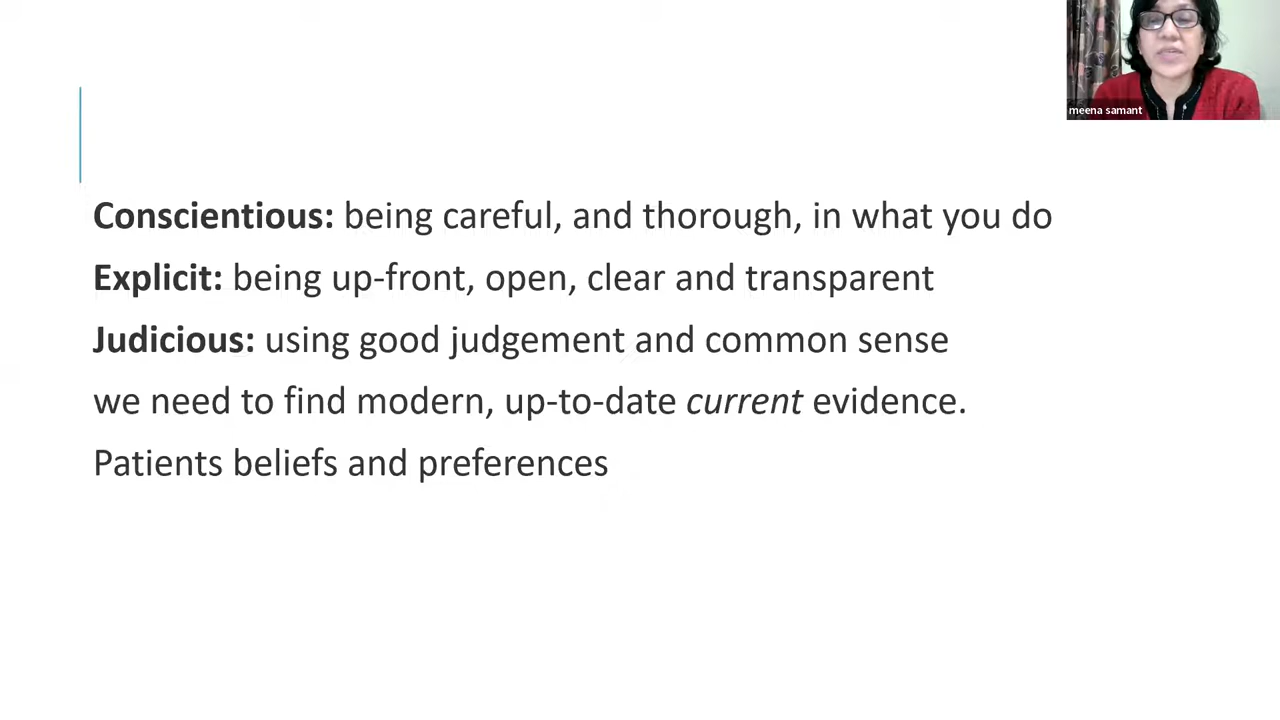 meena samant
Conscientious: being careful, and thorough, in what you do
Explicit: being up-front, open, clear and transparent
Judicious: using good judgement and common sense
we need to find modern, up-to-date current evidence.
Patients beliefs and preferences